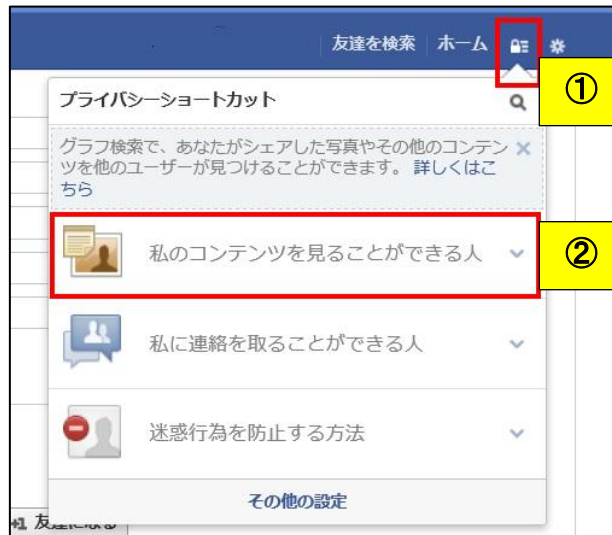 友達を検索 ホーム
①
プライバシーショートカット
グラフ検索で、あなたがシェアした写真やその他のコンテン
ツを他のユーザーが見つけることができます。 詳しくはこ
ちら
私のコンテンツを見ることができる人
②
私に連絡を取ることができる人
迷惑行為を防止する方法
その他の設定
+1 友達になる